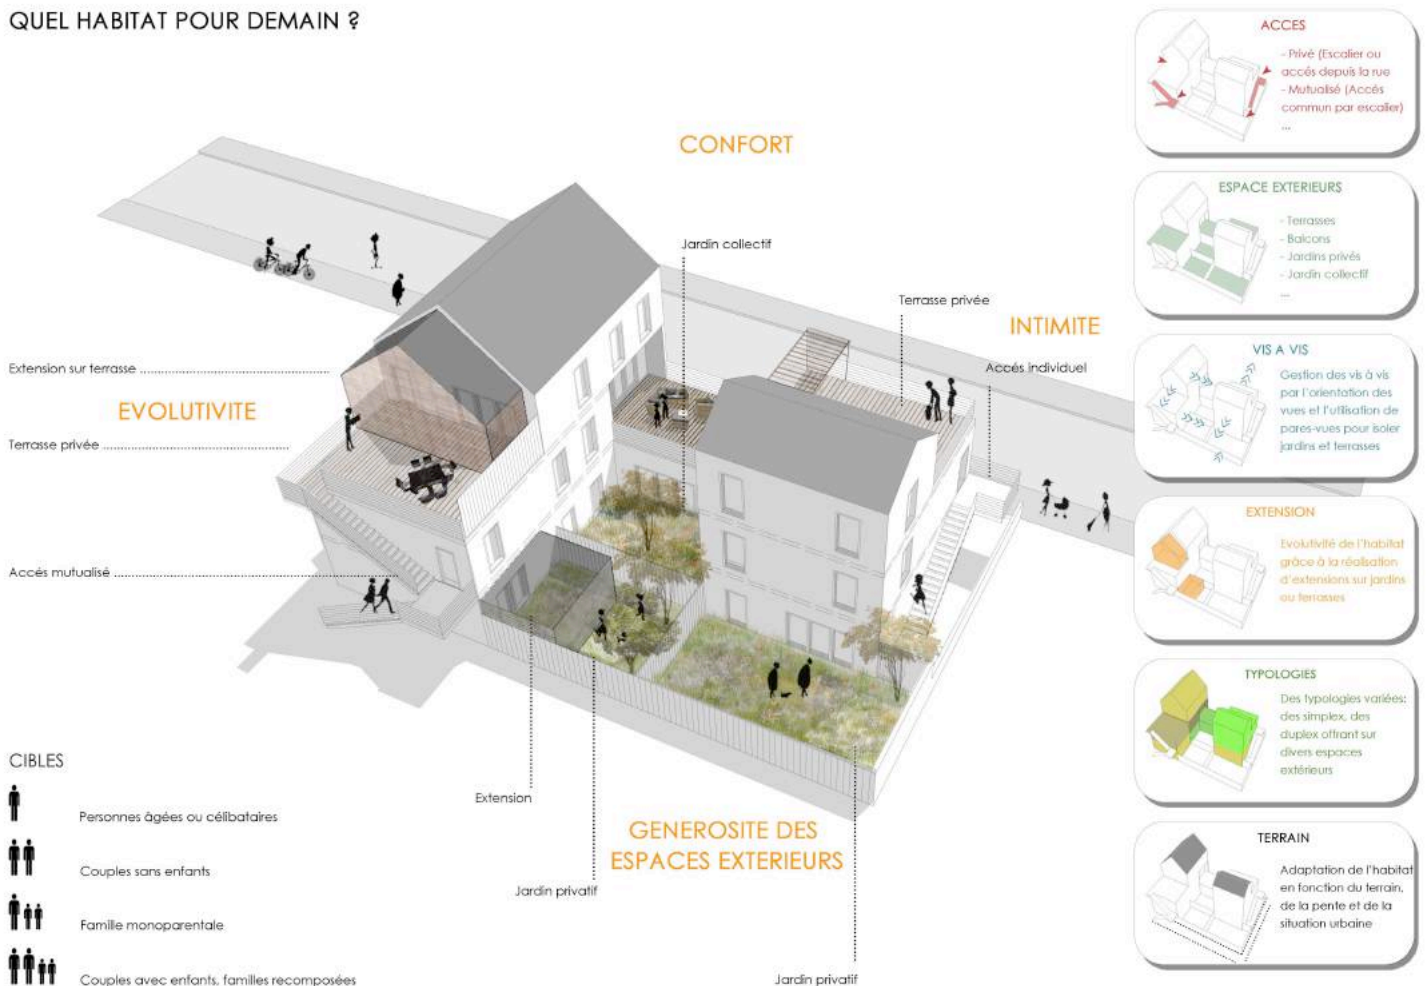 QUEL HABITAT POUR DEMAIN ?
CONFORT
Jardin collectif
Terrasse privée
INTIMITE
Accés individuel
Extension sur terrasse
EVOLUTIVITE
Terrasse privée
Accés mutualisé
CIBLES
Personnes âgées ou célibataires
Couples sans enfants
Famille monoparentale
Couples avec enfants, familles recomposées
Extension
GENEROSITE DES
ESPACES EXTERIEURS
Jardin privatif
Jardin privatif
ACCES
- Privé (Escalier ou
accés depuis la rue
- Mutualisé (Accés
commun par escalier)
...
ESPACE EXTERIEURS
- Terrasses
- Balcons
- Jardins privés
- Jardin collectif
...
VIS A VIS
Gestion des vis à vis
par l'orientation des
vues et l'utilisation de
pares-vues pour isoler
jardins et terrasses
EXTENSION
Evolutivité de l'habitat
grâce à la réalisation
d'extensions sur jardins
ou terrasses
TYPOLOGIES
Des typologies variées:
des simplex, des
duplex offrant sur
divers espaces
extérieurs
TERRAIN
Adaptation de l'habitat
en fonction du terrain,
de la pente et de la
situation urbaine